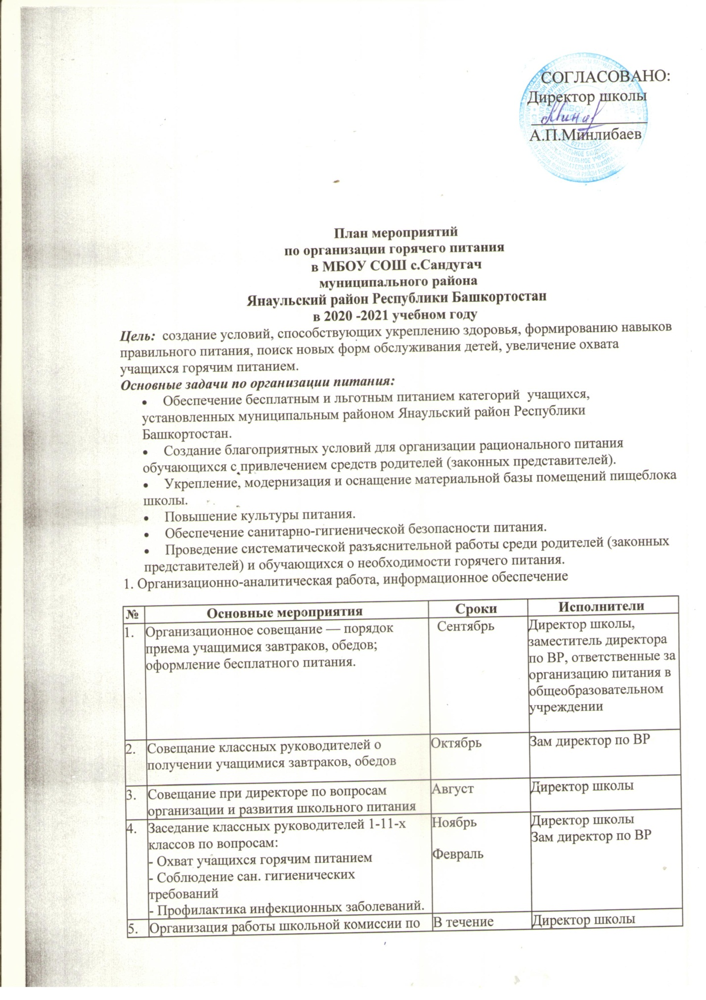 СОГЛАСОВАНО:
Директор школы
А.П.Минлибаев
План мероприятий
по организации горячего питания
в МБОУ СОШ с.Сандугач
муниципального района
Янаульский район Республики Башкортостан
в 2020 -2021 учебном году
Цель: создание условий, способствующих укреплению здоровья, формированию навыков
правильного питания, поиск новых форм обслуживания детей, увеличение охвата
учащихся горячим питанием.
Основные задачи по организации питания:
• Обеспечение бесплатным и льготным питанием категорий учащихся,
установленных муниципальным районом Янаульский район Республики
Башкортостан.
• Создание благоприятных условий для организации рационального питания
обучающихся с привлечением средств родителей (законных представителей).
• Укрепление, модернизация и оснащение материальной базы помещений пищеблока
школы.
• Повышение культуры питания.
• Обеспечение санитарно-гигиенической безопасности питания.
• Проведение систематической разъяснительной работы среди родителей (законных
представителей) и обучающихся о необходимости горячего питания.
1. Организационно-аналитическая работа, информационное обеспечение
№ Основные мероприятия Сроки Исполнители
1. Организационное совещание — порядок
приема учащимися завтраков, обедов;
оформление бесплатного питания.
Сентябрь
Директор школы,
заместитель директора
по ВР, ответственные за
организацию питания в
общеобразовательном
учреждении
2. Совещание классных руководителей о
получении учащимися завтраков, обедов
Октябрь
Зам директор по ВР
3. Совещание при директоре по вопросам
организации и развития школьного питания
Август
Директор школы
4. Заседание классных руководителей 1-11-х
классов по вопросам:
- Охват учащихся горячим питанием
- Соблюдение сан. гигиенических
требований
- Профилактика инфекционных заболеваний.
Ноябрь
Февраль
Директор школы
Зам директор по ВР
5. Организация работы школьной комиссии по
В течение
Директор школы